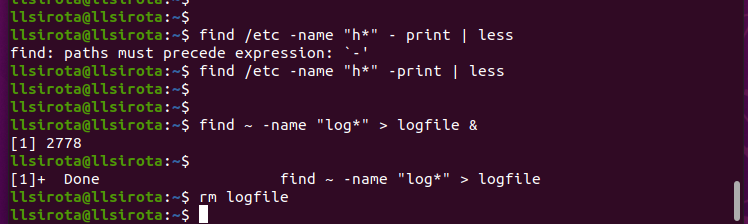 llsirota@llsirota:~$
llsirota@llsirota:~$ find /etc -name "h*" - print | less
find: paths must precede expression: `-'
llsirota@llsirota:~$ find /etc -name "h*" -print | less
llsirota@llsirota:~$
llsirota@llsirota:~$
llsirota@llsirota:~$ find ~ -name "log*" > logfile &
[1] 2778
llsirota@llsirota:~$
[1]+  Done                    find ~ -name "log*" > logfile
llsirota@llsirota:~$ rm logfile
llsirota@llsirota:~$